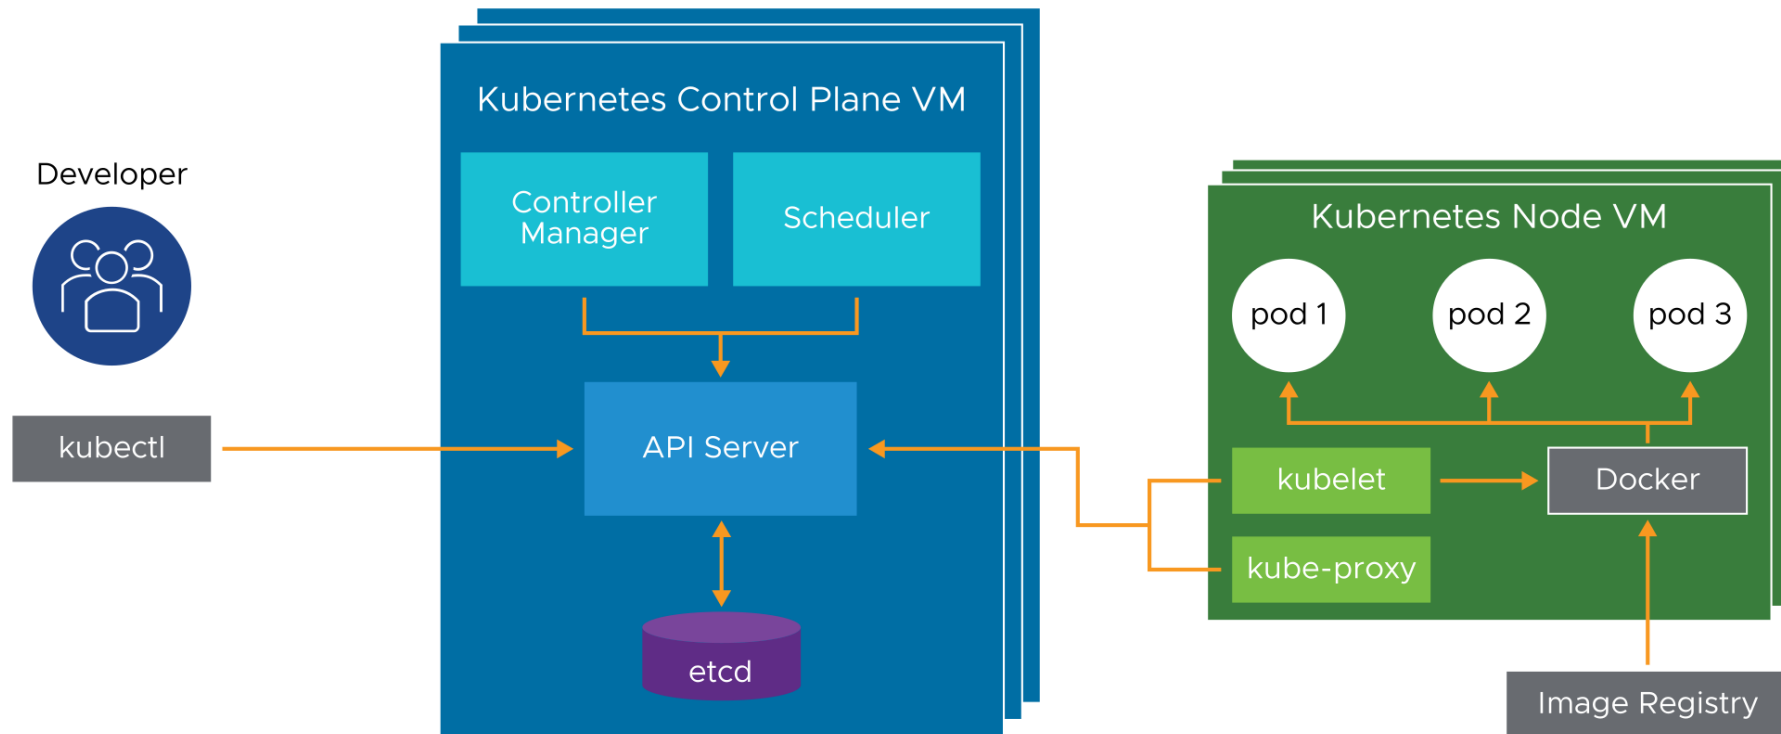 Developer
kubectl
Kubernetes Control Plane VM
Controller
Manager
Scheduler
API Server
etcd
Kubernetes Node VM
pod 1
pod 2
pod 3
kubelet
Docker
kube-proxy
Image Registry